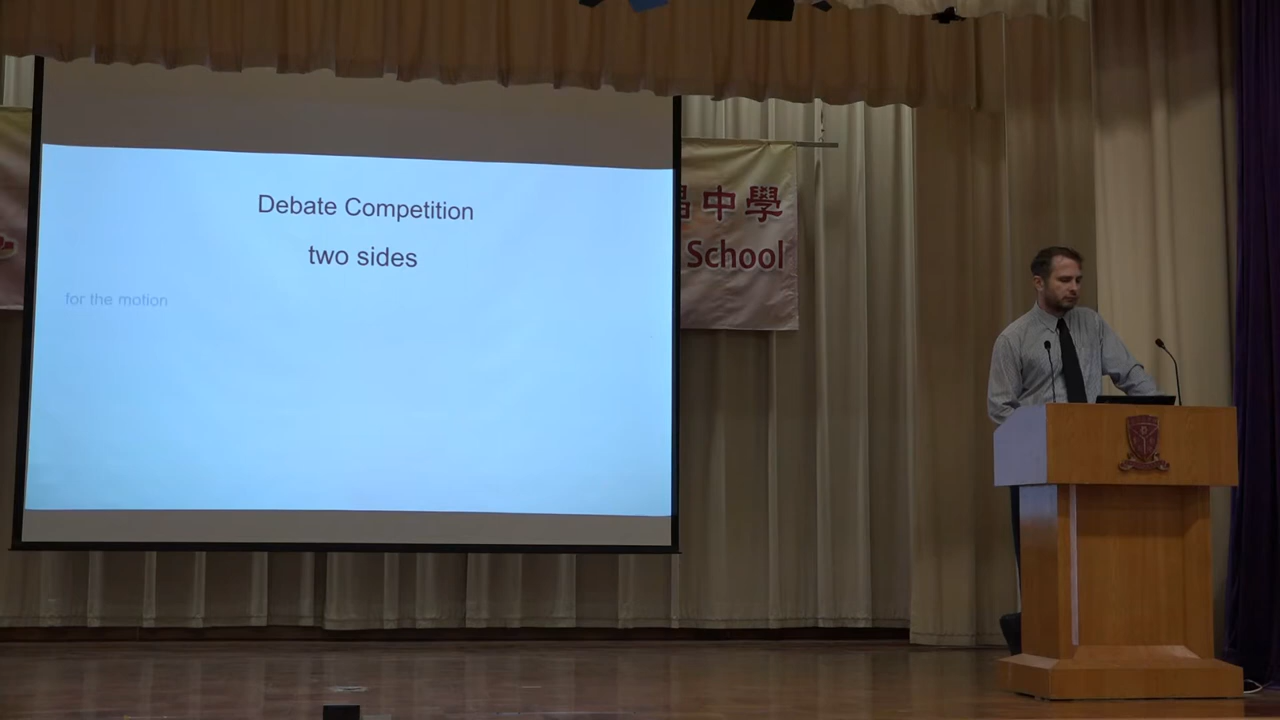 Debate Competition
two sides
for the motion
中學
School